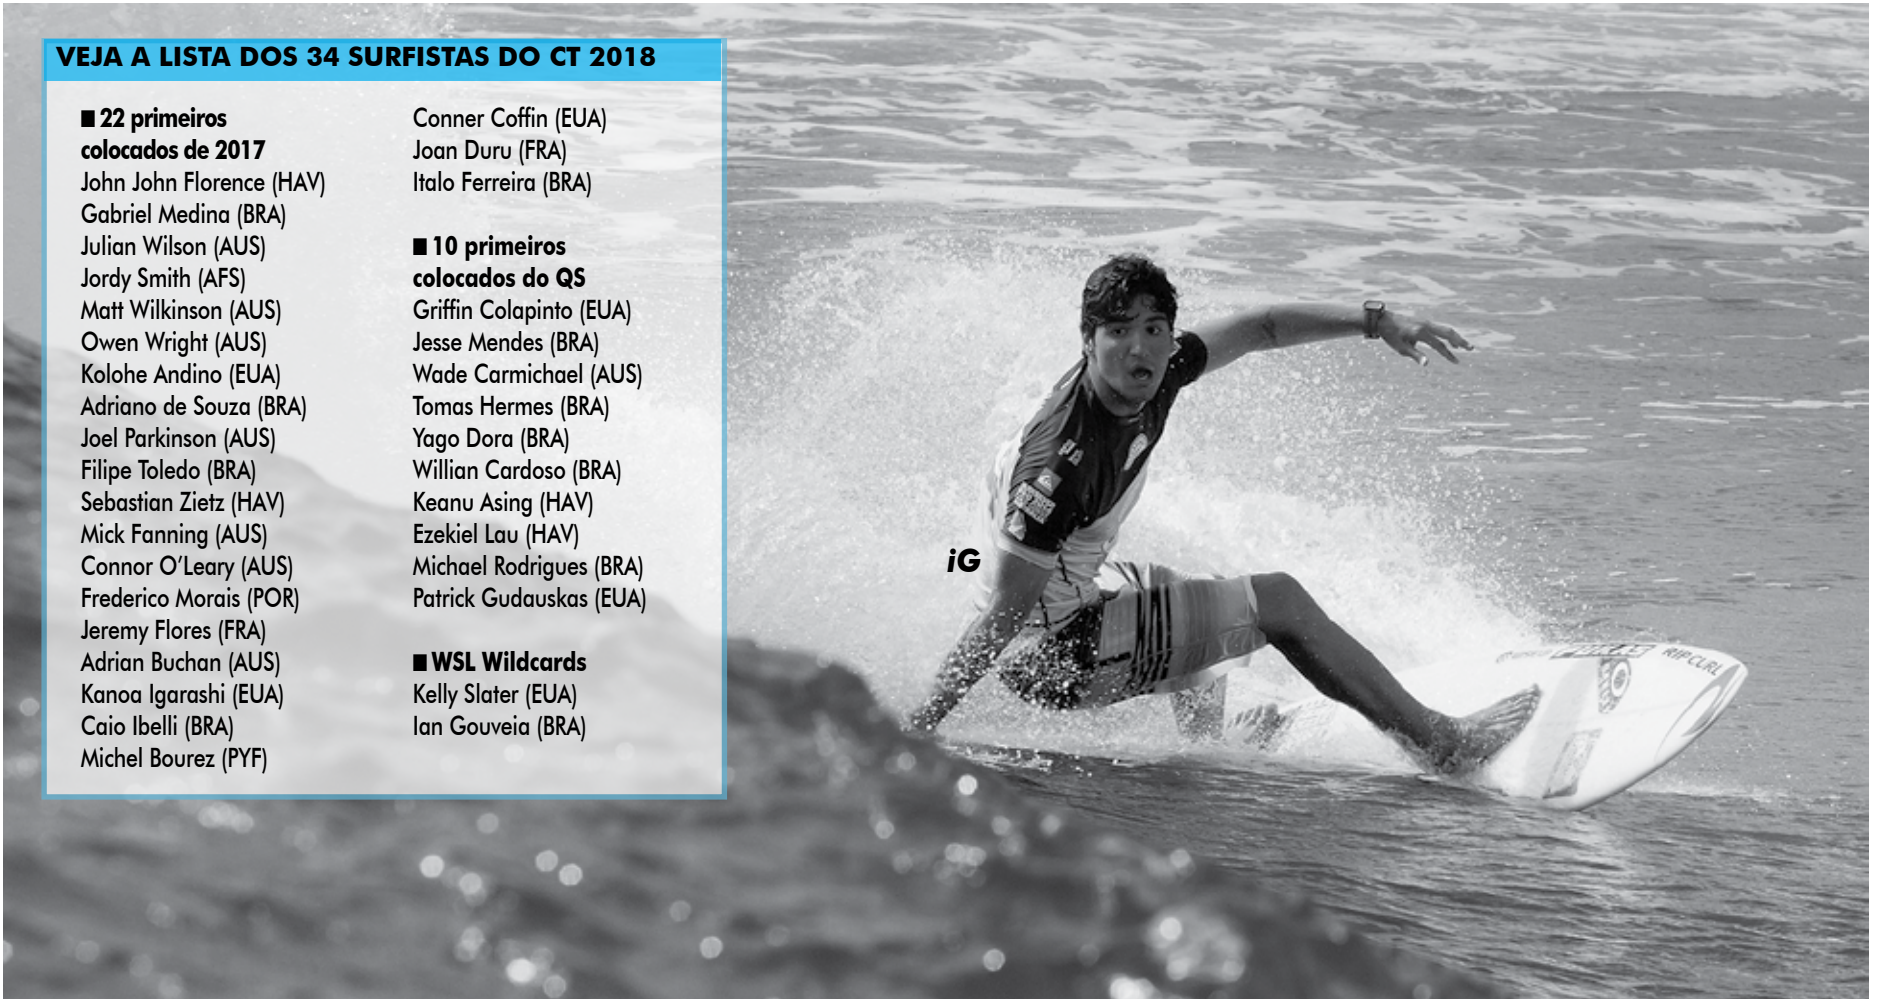 VEJA A LISTA DOS 34 SURFISTAS DO CT 2018
■ 22 primeiros
colocados de 2017
John John Florence (HAV)
Gabriel Medina (BRA)
Julian Wilson (AUS)
Jordy Smith (AFS)
Matt Wilkinson (AUS)
Owen Wright (AUS)
Kolohe Andino (EUA)
Adriano de Souza (BRA)
Joel Parkinson (AUS)
Filipe Toledo (BRA)
Sebastian Zietz (HAV)
Mick Fanning (AUS)
Connor O’Leary (AUS)
Frederico Morais (POR)
Jeremy Flores (FRA)
Adrian Buchan (AUS)
Kanoa Igarashi (EUA)
Caio Ibelli (BRA)
Michel Bourez (PYF)
Conner Coffin (EUA)
Joan Duru (FRA)
Italo Ferreira (BRA)
■ 10 primeiros
colocados do QS
Griffin Colapinto (EUA)
Jesse Mendes (BRA)
Wade Carmichael (AUS)
Tomas Hermes (BRA)
Yago Dora (BRA)
Willian Cardoso (BRA)
Keanu Asing (HAV)
Ezekiel Lau (HAV)
Michael Rodrigues (BRA)
Patrick Gudauskas (EUA)
■ WSL Wildcards
Kelly Slater (EUA)
Ian Gouveia (BRA)
iG
RIP CURL